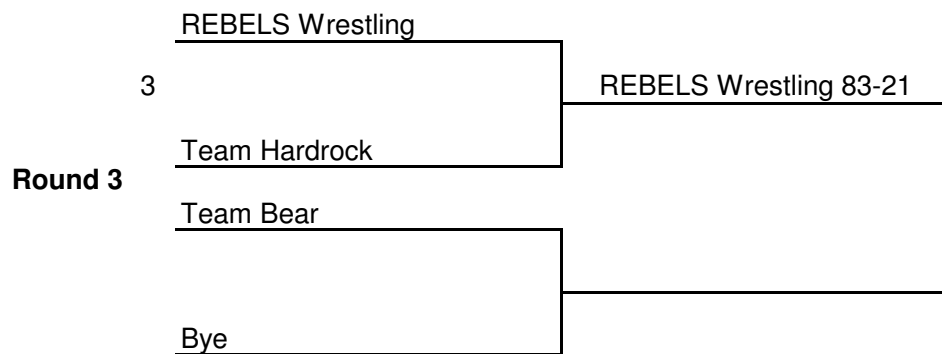 REBELS Wrestling
3
REBELS Wrestling 83-21
Team Hardrock
Round 3
Team Bear
Bye